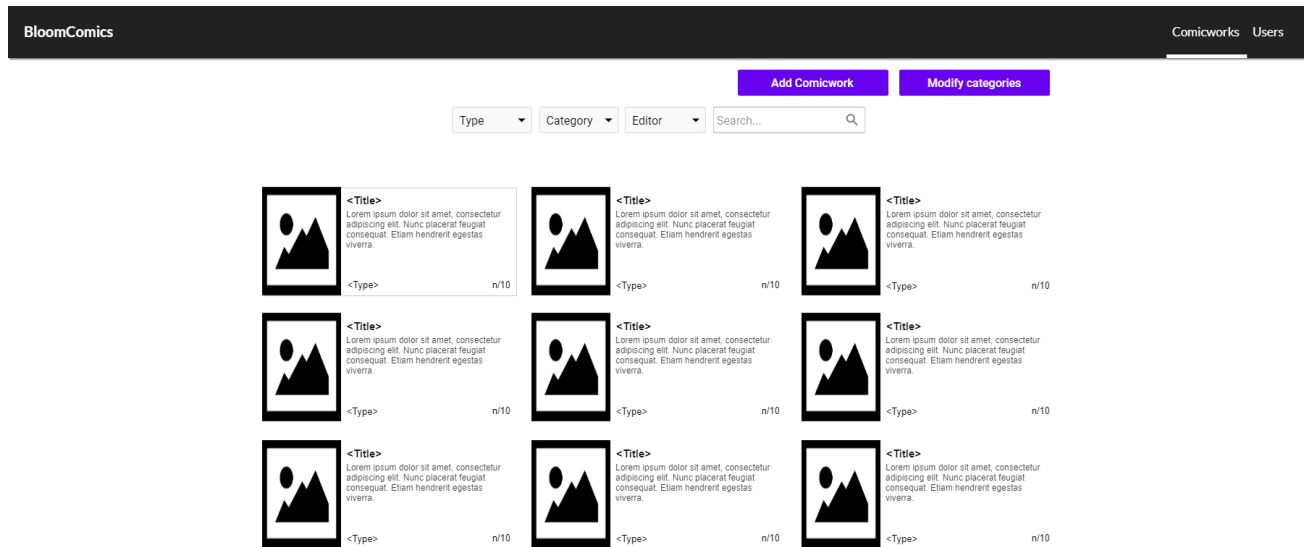 BloomComics
Comicworks Users
Add Comicwork Modify categories
Type Category Editor Search...
<Title> <Title> <Title>
Lorem ipsum dolor sit amet, consectetur Lorem ipsum dolor sit amet, consectetur Lorem ipsum dolor sit amet, consectetur
adipiscing elit. Nunc placerat feugiat adipiscing elit. Nunc placerat feugiat adipiscing elit. Nunc placerat feugiat
consequat. Etiam hendrerit egestas consequat. Etiam hendrerit egestas consequat. Etiam hendrerit egestas
viverra. viverra. viverra.
<Type> n/10 <Type> n/10 <Type> n/10
<Title> <Title> <Title>
Lorem ipsum dolor sit amet, consectetur Lorem ipsum dolor sit amet, consectetur Lorem ipsum dolor sit amet, consectetur
adipiscing elit. Nunc placerat feugiat adipiscing elit. Nunc placerat feugiat adipiscing elit. Nunc placerat feugiat
consequat. Etiam hendrerit egestas consequat. Etiam hendrerit egestas consequat. Etiam hendrerit egestas
viverra. viverra. viverra.
<Type> n/10 <Type> n/10 <Type> n/10
<Title> <Title> <Title>
Lorem ipsum dolor sit amet, consectetur Lorem ipsum dolor sit amet, consectetur Lorem ipsum dolor sit amet, consectetur
adipiscing elit. Nunc placerat feugiat adipiscing elit. Nunc placerat feugiat adipiscing elit. Nunc placerat feugiat
consequat. Etiam hendrerit egestas consequat. Etiam hendrerit egestas consequat. Etiam hendrerit egestas
viverra. viverra. viverra.
<Type> n/10 <Type> n/10 <Type> n/10